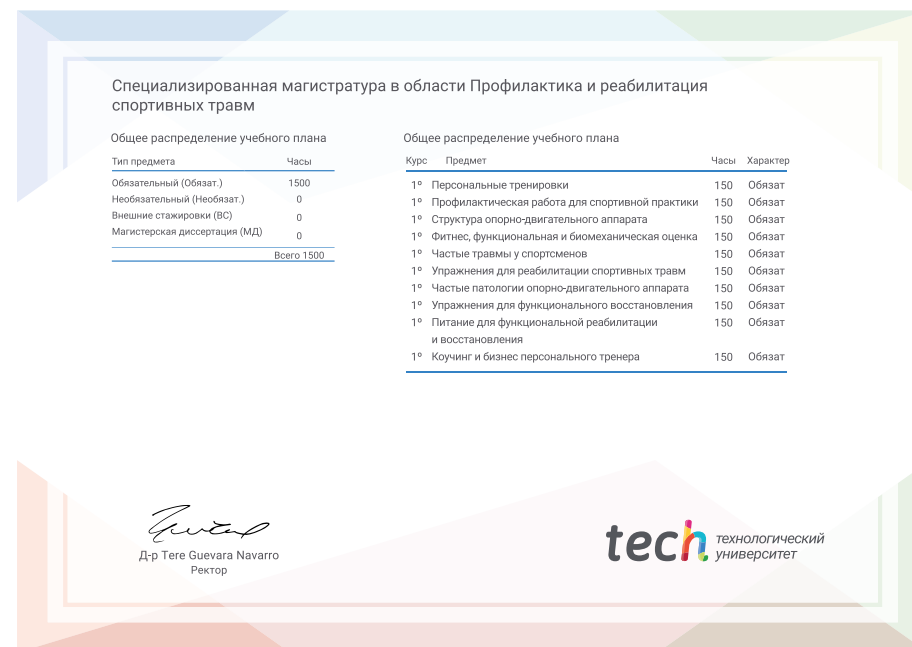 Специализированная магистратура в области Профилактика и реабилитация
спортивных травм
Общее распределение учебного плана
Тип предмета Часы
Обязательный (Обязат.) 1500
Необязательный (Необязат.) 0
Внешние стажировки (ВС) 0
Магистерская диссертация (МД) 0
Всего 1500
Общее распределение учебного плана
Курс Предмет Часы Характер
1º Персональные тренировки 150 Обязат
1º Профилактическая работа для спортивной практики 150 Обязат
1º Структура опорно-двигательного аппарата 150 Обязат
1º Фитнес, функциональная и биомеханическая оценка 150 Обязат
1º Частые травмы у спортсменов 150 Обязат
1º Упражнения для реабилитации спортивных травм 150 Обязат
1º Частые патологии опорно-двигательного аппарата 150 Обязат
1º Упражнения для функционального восстановления 150 Обязат
1º Питание для функциональной реабилитации 150 Обязат
и восстановления
1º Коучинг и бизнес персонального тренера 150 Обязат
Д-р Tere Guevara Navarro
Ректор
tech технологический
университет